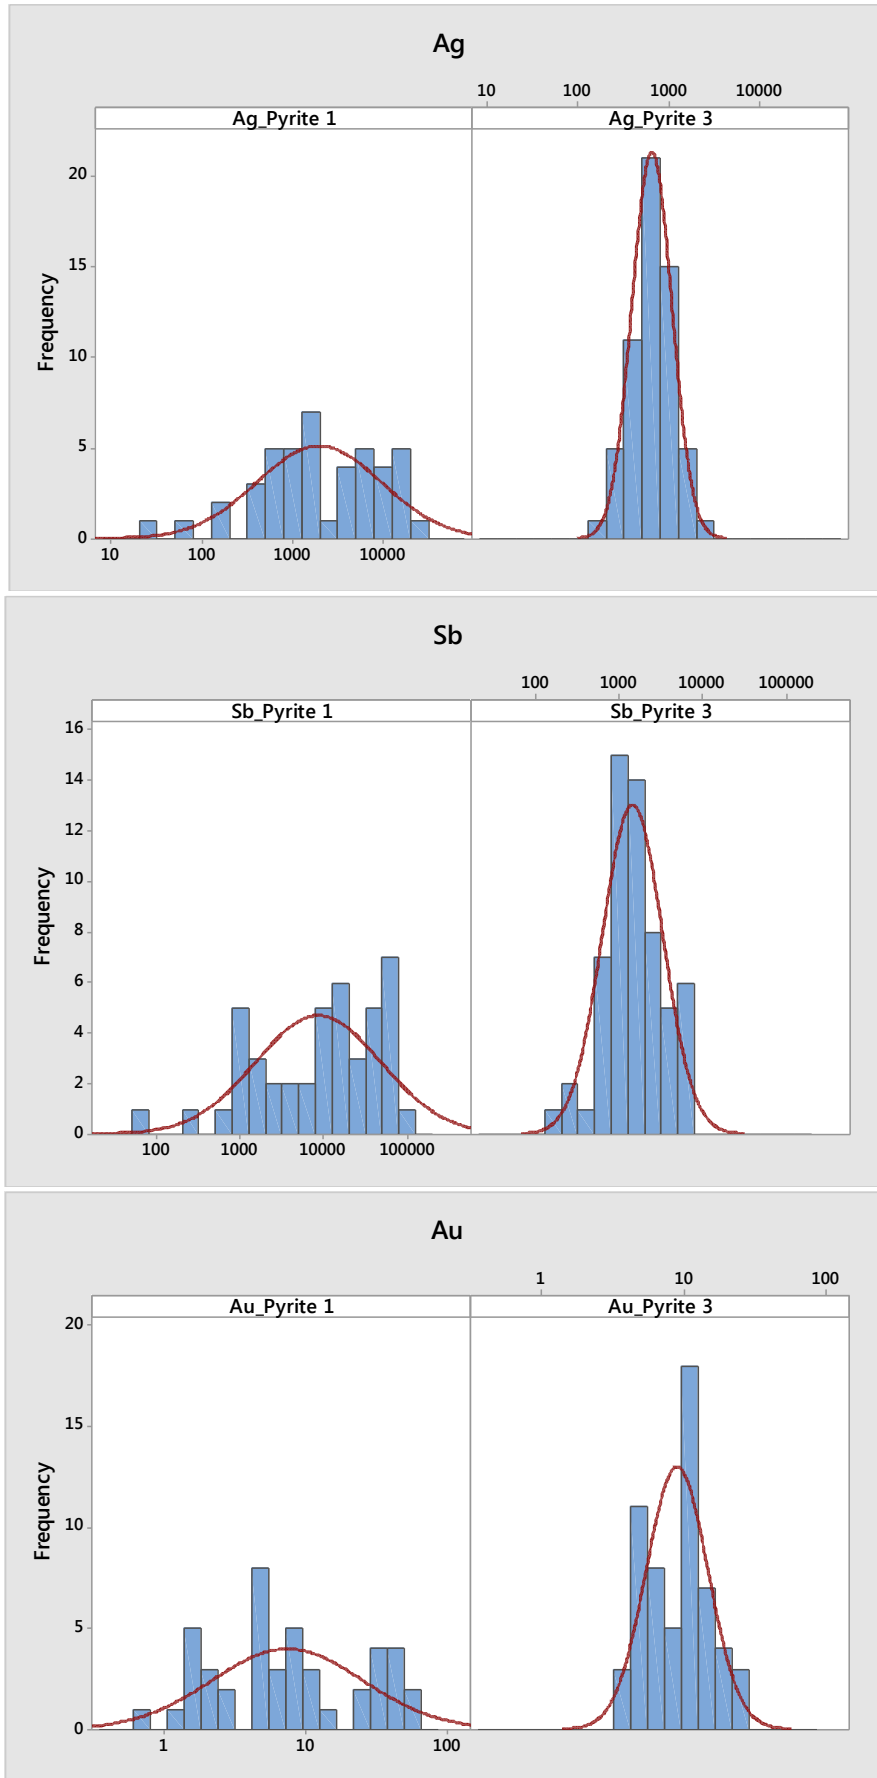 Ag
10 100 1000 10000
Ag_Pyrite 1 Ag_Pyrite 3
20
15
10
5
0
Frequency
10 100 1000 10000
Sb
100 1000 10000 100000
Sb_Pyrite 1 Sb_Pyrite 3
16
14
12
10
8
6
4
2
0
Frequency
100 1000 10000 100000
Au
1 10 100
Au_Pyrite 1 Au_Pyrite 3
20
15
10
5
0
Frequency
1 10 100